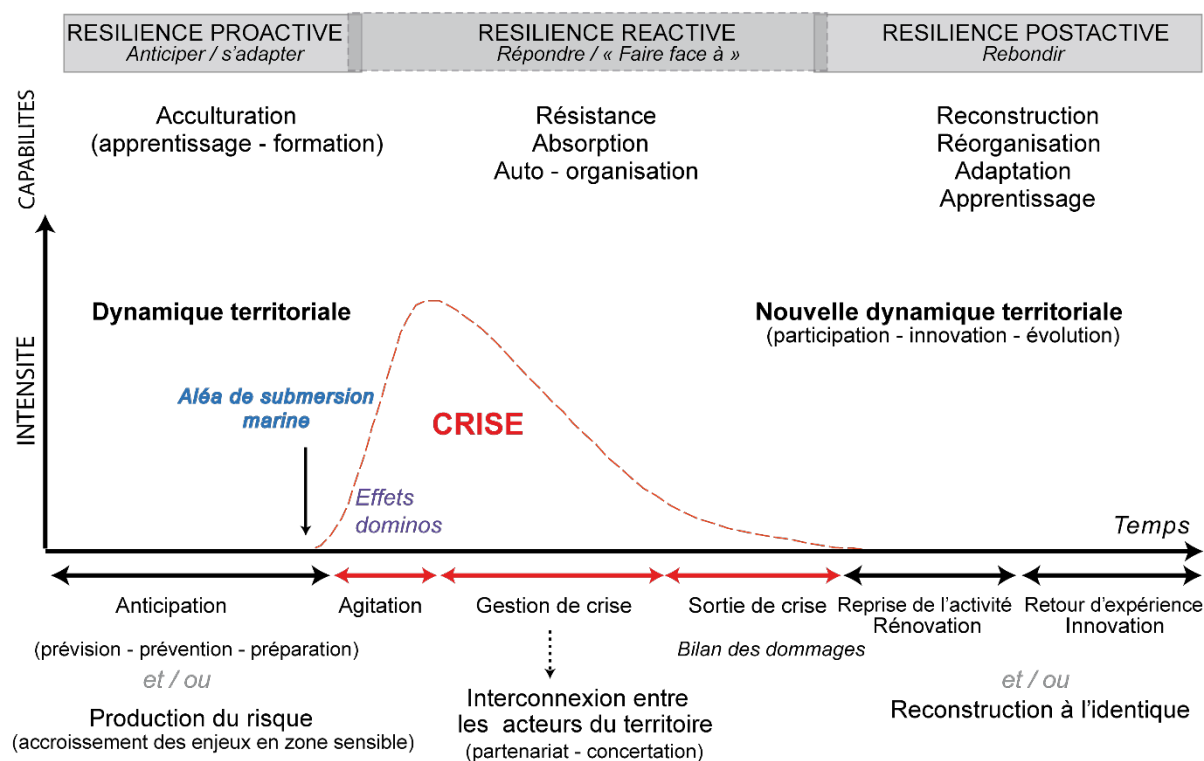 RESILIENCE PROACTIVE
Anticiper / s'adapter
RESILIENCE REACTIVE
Répondre / « Faire face à »
RESILIENCE POSTACTIVE
Rebondir
CAPABILITES
Acculturation
(apprentissage - formation)
Résistance
Absorption
Auto - organisation
Reconstruction
Réorganisation
Adaptation
Apprentissage
INTENSITE
Dynamique territoriale
Nouvelle dynamique territoriale
(participation - innovation - évolution)
Aléa de submersion
marine
CRISE
Effets
dominos
Temps
Anticipation
Agitation
Gestion de crise
Sortie de crise
Reprise de l'activité
Rénovation
Retour d'expérience
Innovation
(prévision - prévention - préparation)
Bilan des dommages
et / ou
Production du risque
(accroissement des enjeux en zone sensible)
Interconnexion entre
les acteurs du territoire
(partenariat - concertation)
et / ou
Reconstruction à l'identique